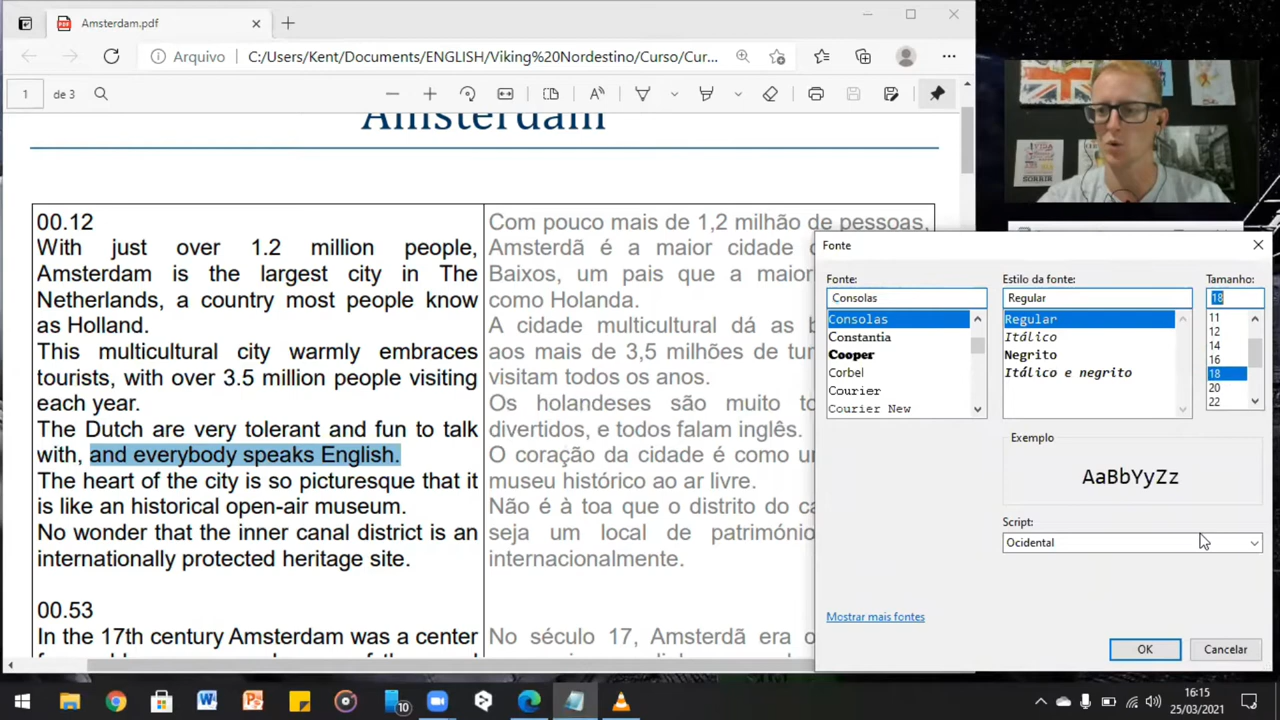 Amsterdam.pdf
Arquivo
C:/Users/Kent/Documents/ENGLISH/Viking%20Nordestino/Curso/Cur...
1
de 3
Amsterdam
00.12
With just over 1.2 million people,
Amsterdam is the largest city in The
Netherlands, a country most people know
as Holland.
This multicultural city warmly embraces
tourists, with over 3.5 million people visiting
each year.
The Dutch are very tolerant and fun to talk
with, and everybody speaks English.
The heart of the city is so picturesque that it
is like an historical open-air museum.
No wonder that the inner canal district is an
internationally protected heritage site.
00.53
In the 17th century Amsterdam was a center
Com pouco mais de 1,2 milhão de pessoas,
Amsterdã é a maior cidade
Baixos, um pais que a maior
como Holanda.
A cidade multicultural dá as b
aos mais de 3,5 milhões de tur
visitam todos os anos.
Os holandeses são muito to
divertidos, e todos falam inglês.
O coração da cidade é como u
museu histórico ao ar livre.
Não é à toa que o distrito do ca
seja um local de patrimóni
internacionalmente.
No século 17, Amsterdã era o
Fonte
Fonte:
Consolas
Consolas
Constantia
Cooper
Corbel
Courier
Courier New
Estilo da fonte:
Regular
Regular
Itálico
Negrito
Itálico e negrito
Tamanho:
18
11
12
14
16
18
20
22
Exemplo
AaBbYyZz
Script:
Ocidental
Mostrar mais fontes
OK
Cancelar
SORRIR
10
16:15
25/03/2021